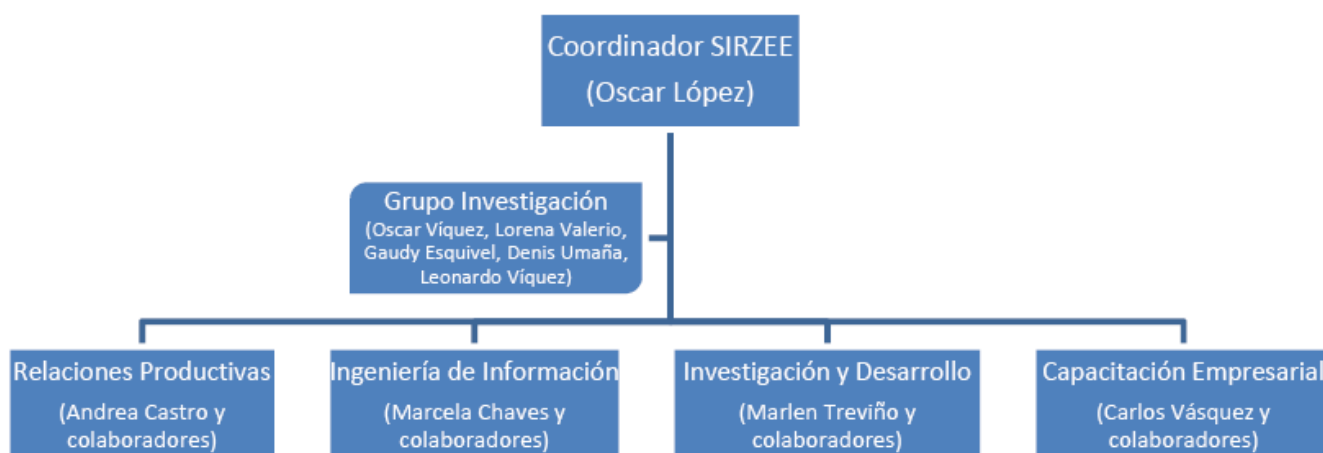 Coordinador SIRZEE
(Oscar López)
Grupo Investigación
(Oscar Víquez, Lorena Valerio,
Gaudy Esquivel, Denis Umaña,
Leonardo Víquez)
Relaciones Productivas
(Andrea Castro y
colaboradores)
Ingeniería de Información
(Marcela Chaves y
colaboradores)
Investigación y Desarrollo
(Marlen Treviño y
colaboradores)
Capacitación Empresarial
(Carlos Vásquez y
colaboradores)